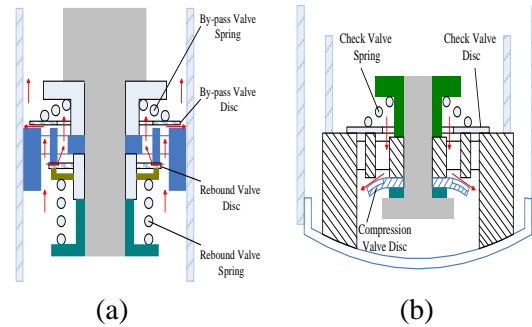 By-pass Valve
Spring
By-pass Valve
Disc
Rebound Valve
Disc
Rebound Valve
Spring
(a)
Check Valve
Spring
Check Valve
Disc
Compression
Valve Disc
(b)